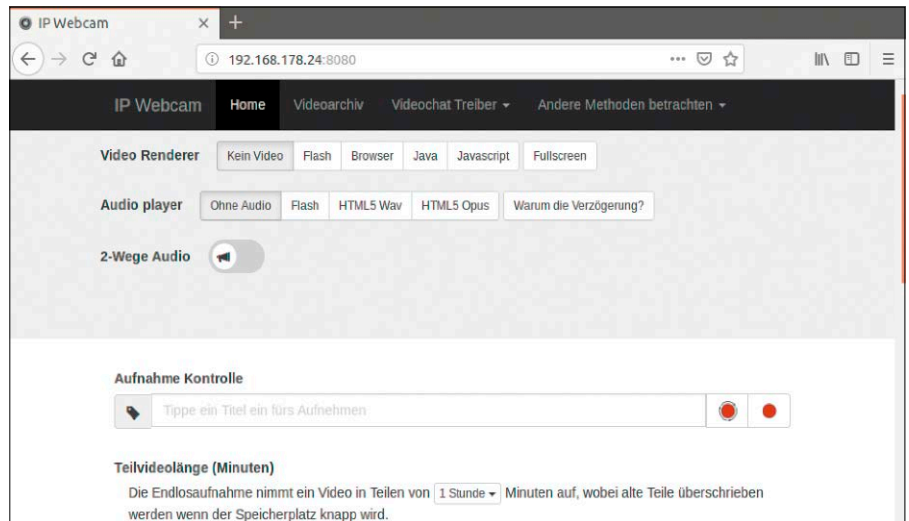 IP Webcam
192.168.178.24:8080
IP Webcam Home Videoarchiv Videochat Treiber Andere Methoden betrachten
Video Renderer Kein Video Flash Browser Java Javascript Fullscreen
Audio player Ohne Audio Flash HTML5 Wav HTML5 Opus Warum die Verzögerung?
2-Wege Audio
Aufnahme Kontrolle
Tippe ein Titel ein fürs Aufnehmen
Teilvideolänge (Minuten)
Die Endlosaufnahme nimmt ein Video in Teilen von 1 Stunde Minuten auf, wobei alte Teile überschrieben
werden wenn der Speicherplatz knapp wird.